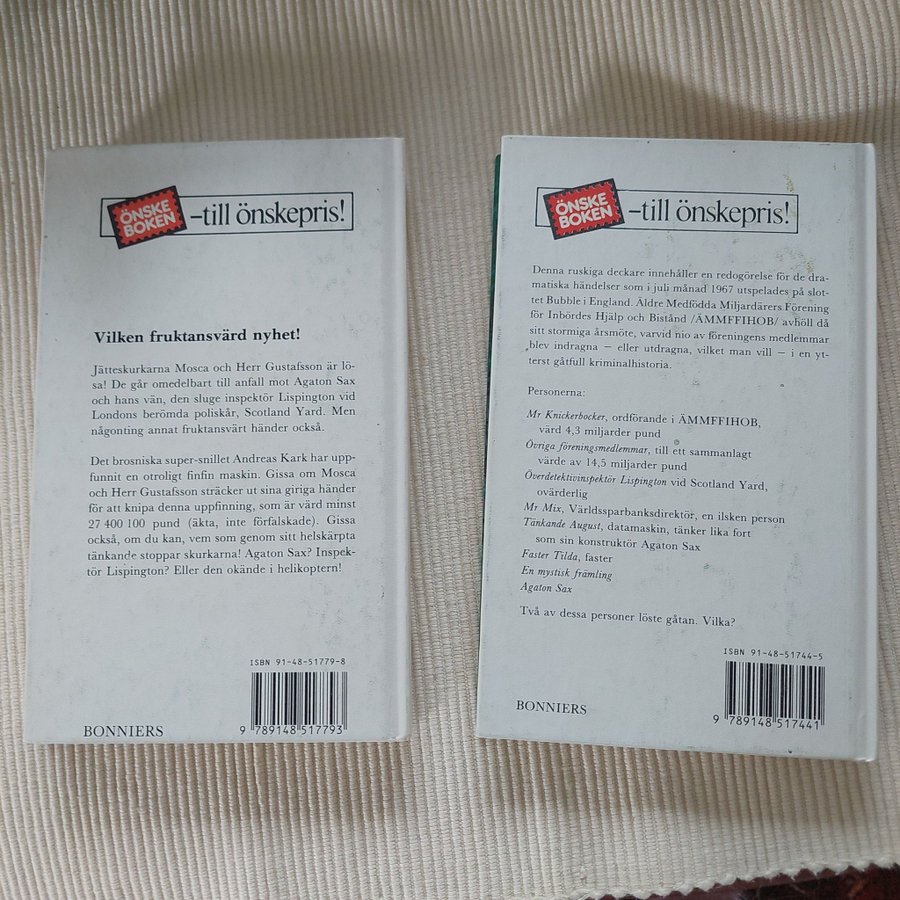 ÖNSKE
BOKEN
-till önskepris!
Vilken fruktansvärd nyhet!
Jätteskurkarna Mosca och Herr Gustafsson är lö-
sa! De går omedelbart till anfall mot Agaton Sax
och hans vän, den sluge inspektör Lispington vid
Londons berömda poliskår, Scotland Yard. Men
någonting annat fruktansvärt händer också.
Det brosniska super-snillet Andreas Kark har upp-
funnit en otroligt finfin maskin. Gissa om Mosca
och Herr Gustafsson sträcker ut sina giriga händer
för att knipa denna uppfinning, som är värd minst
27 400 100 pund (äkta, inte förfalskade). Gissa
också, om du kan, vem som genom sitt helskärpta
tänkande stoppar skurkarna! Agaton Sax? Inspek-
tör Lispington? Eller den okände i helikoptern!
ISBN 91-48-51779-8
BONNIERS
9 789148 517793
ÖNSKE
BOKEN
-till önskepris!
Denna ruskiga deckare innehåller en redogörelse för de dra-
matiska händelser som i juli månad 1967 utspelades på slot-
tet Bubble i England. Äldre Medfödda Miljardärers Förening
för Inbördes Hjälp och Bistånd /ÄMMFFIHOB/ avhöll då
sitt stormiga årsmöte, varvid nio av föreningens medlemmar
blev indragna – eller utdragna, vilket man vill – i en yt-
terst gåtfull kriminalhistoria.
Personerna:
Mr Knickerbocker, ordförande i ÄMMFFIHOB,
värd 4,3 miljarder pund
Övriga föreningsmedlemmar, till ett sammanlagt
värde av 14,5 miljarder pund
Överdetektivinspektör Lispington vid Scotland Yard,
ovärderlig
Mr Mix, Världssparbanksdirektör, en ilsken person
Tänkande August, datamaskin, tänker lika fort
som sin konstruktör Agaton Sax
Faster Tilda, faster
En mystisk främling
Agaton Sax
Två av dessa personer löste gåtan. Vilka?
ISBN 91-48-51744-5
BONNIERS
9 789148 517441